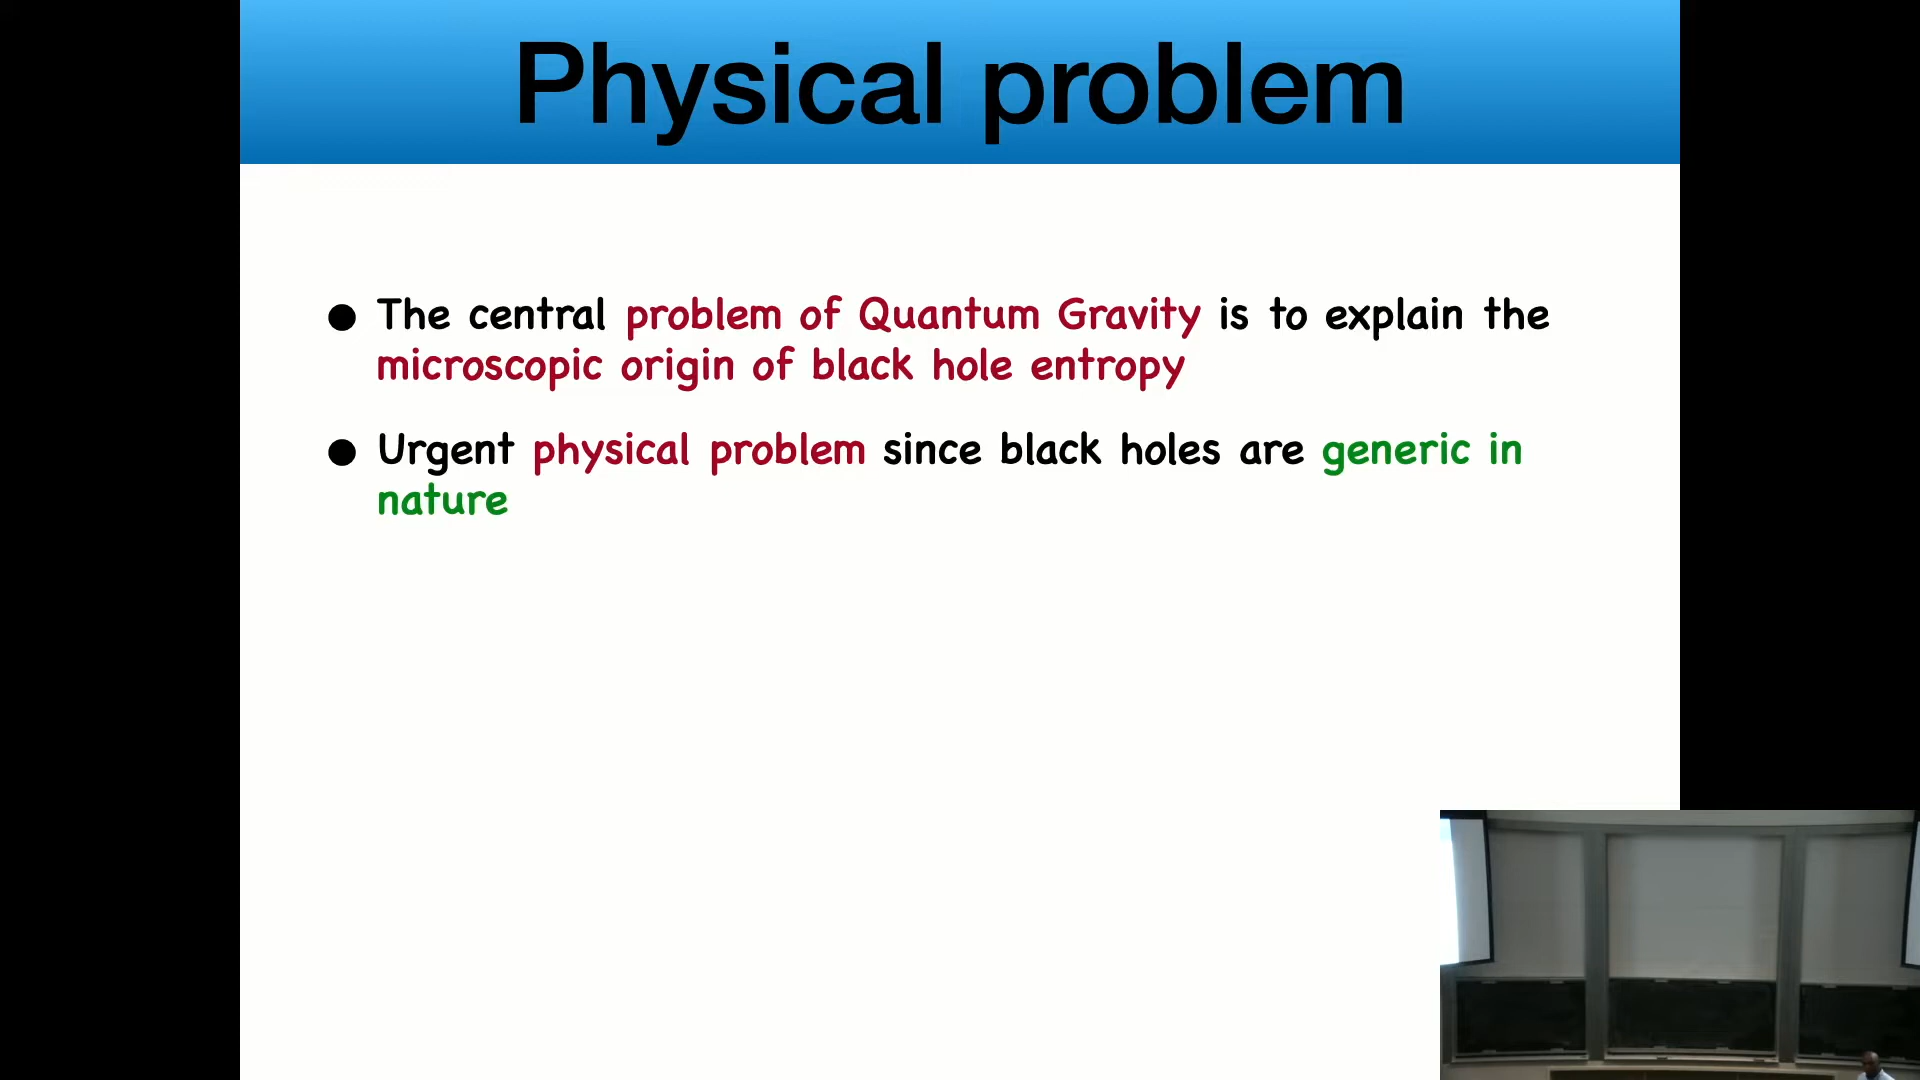 Physical problem
● The central problem of Quantum Gravity is to explain the
microscopic origin of black hole entropy
● Urgent physical problem since black holes are generic in
nature